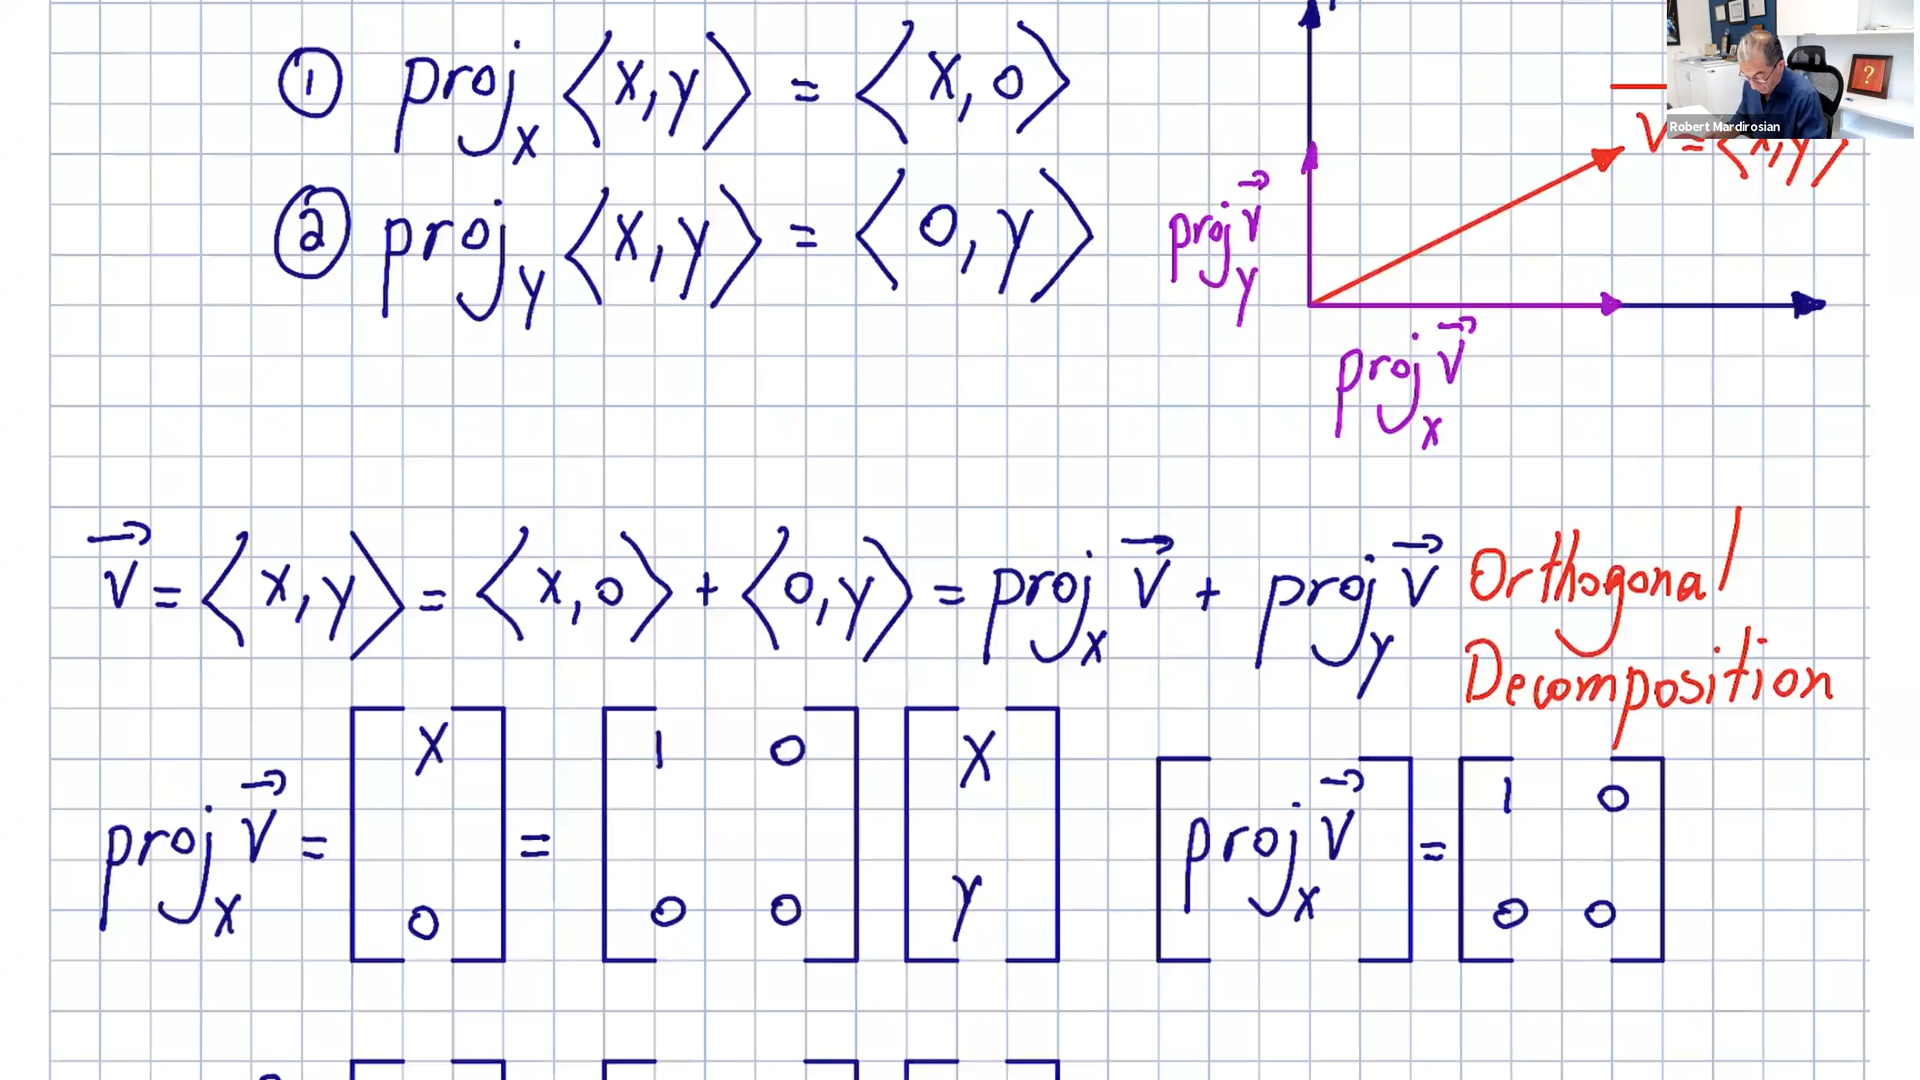 ① proj_x ⟨x,y⟩ = ⟨x,0⟩
② proj_y ⟨x,y⟩ = ⟨0,y⟩
?
Robert Mardirosian
V = ⟨x,y⟩
proj_y v⃗
proj_x v⃗
v⃗ = ⟨x,y⟩ = ⟨x,0⟩ + ⟨0,y⟩ = proj_x v⃗ + proj_y v⃗
Orthogonal
Decomposition
proj_x v⃗ = [x; 0] = [1 0; 0 0] [x; y]
[proj_x v⃗] = [1 0; 0 0]